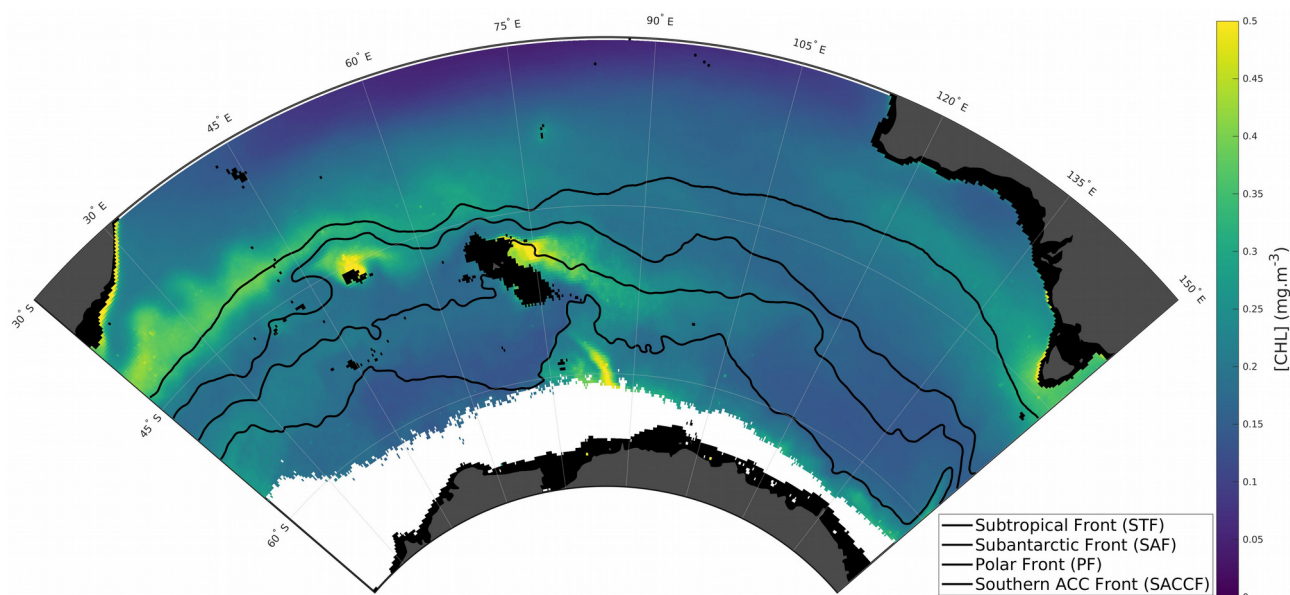 75° E
90° E
60° E
105° E
45° E
120° E
30° E
135° E
150° E
30° S
45° S
60° S
0.5
0.45
0.4
0.35
0.3
0.25
0.2
0.15
0.1
0.05
[CHL] (mg.m-3)
Subtropical Front (STF)
Subantarctic Front (SAF)
Polar Front (PF)
Southern ACC Front (SACCF)